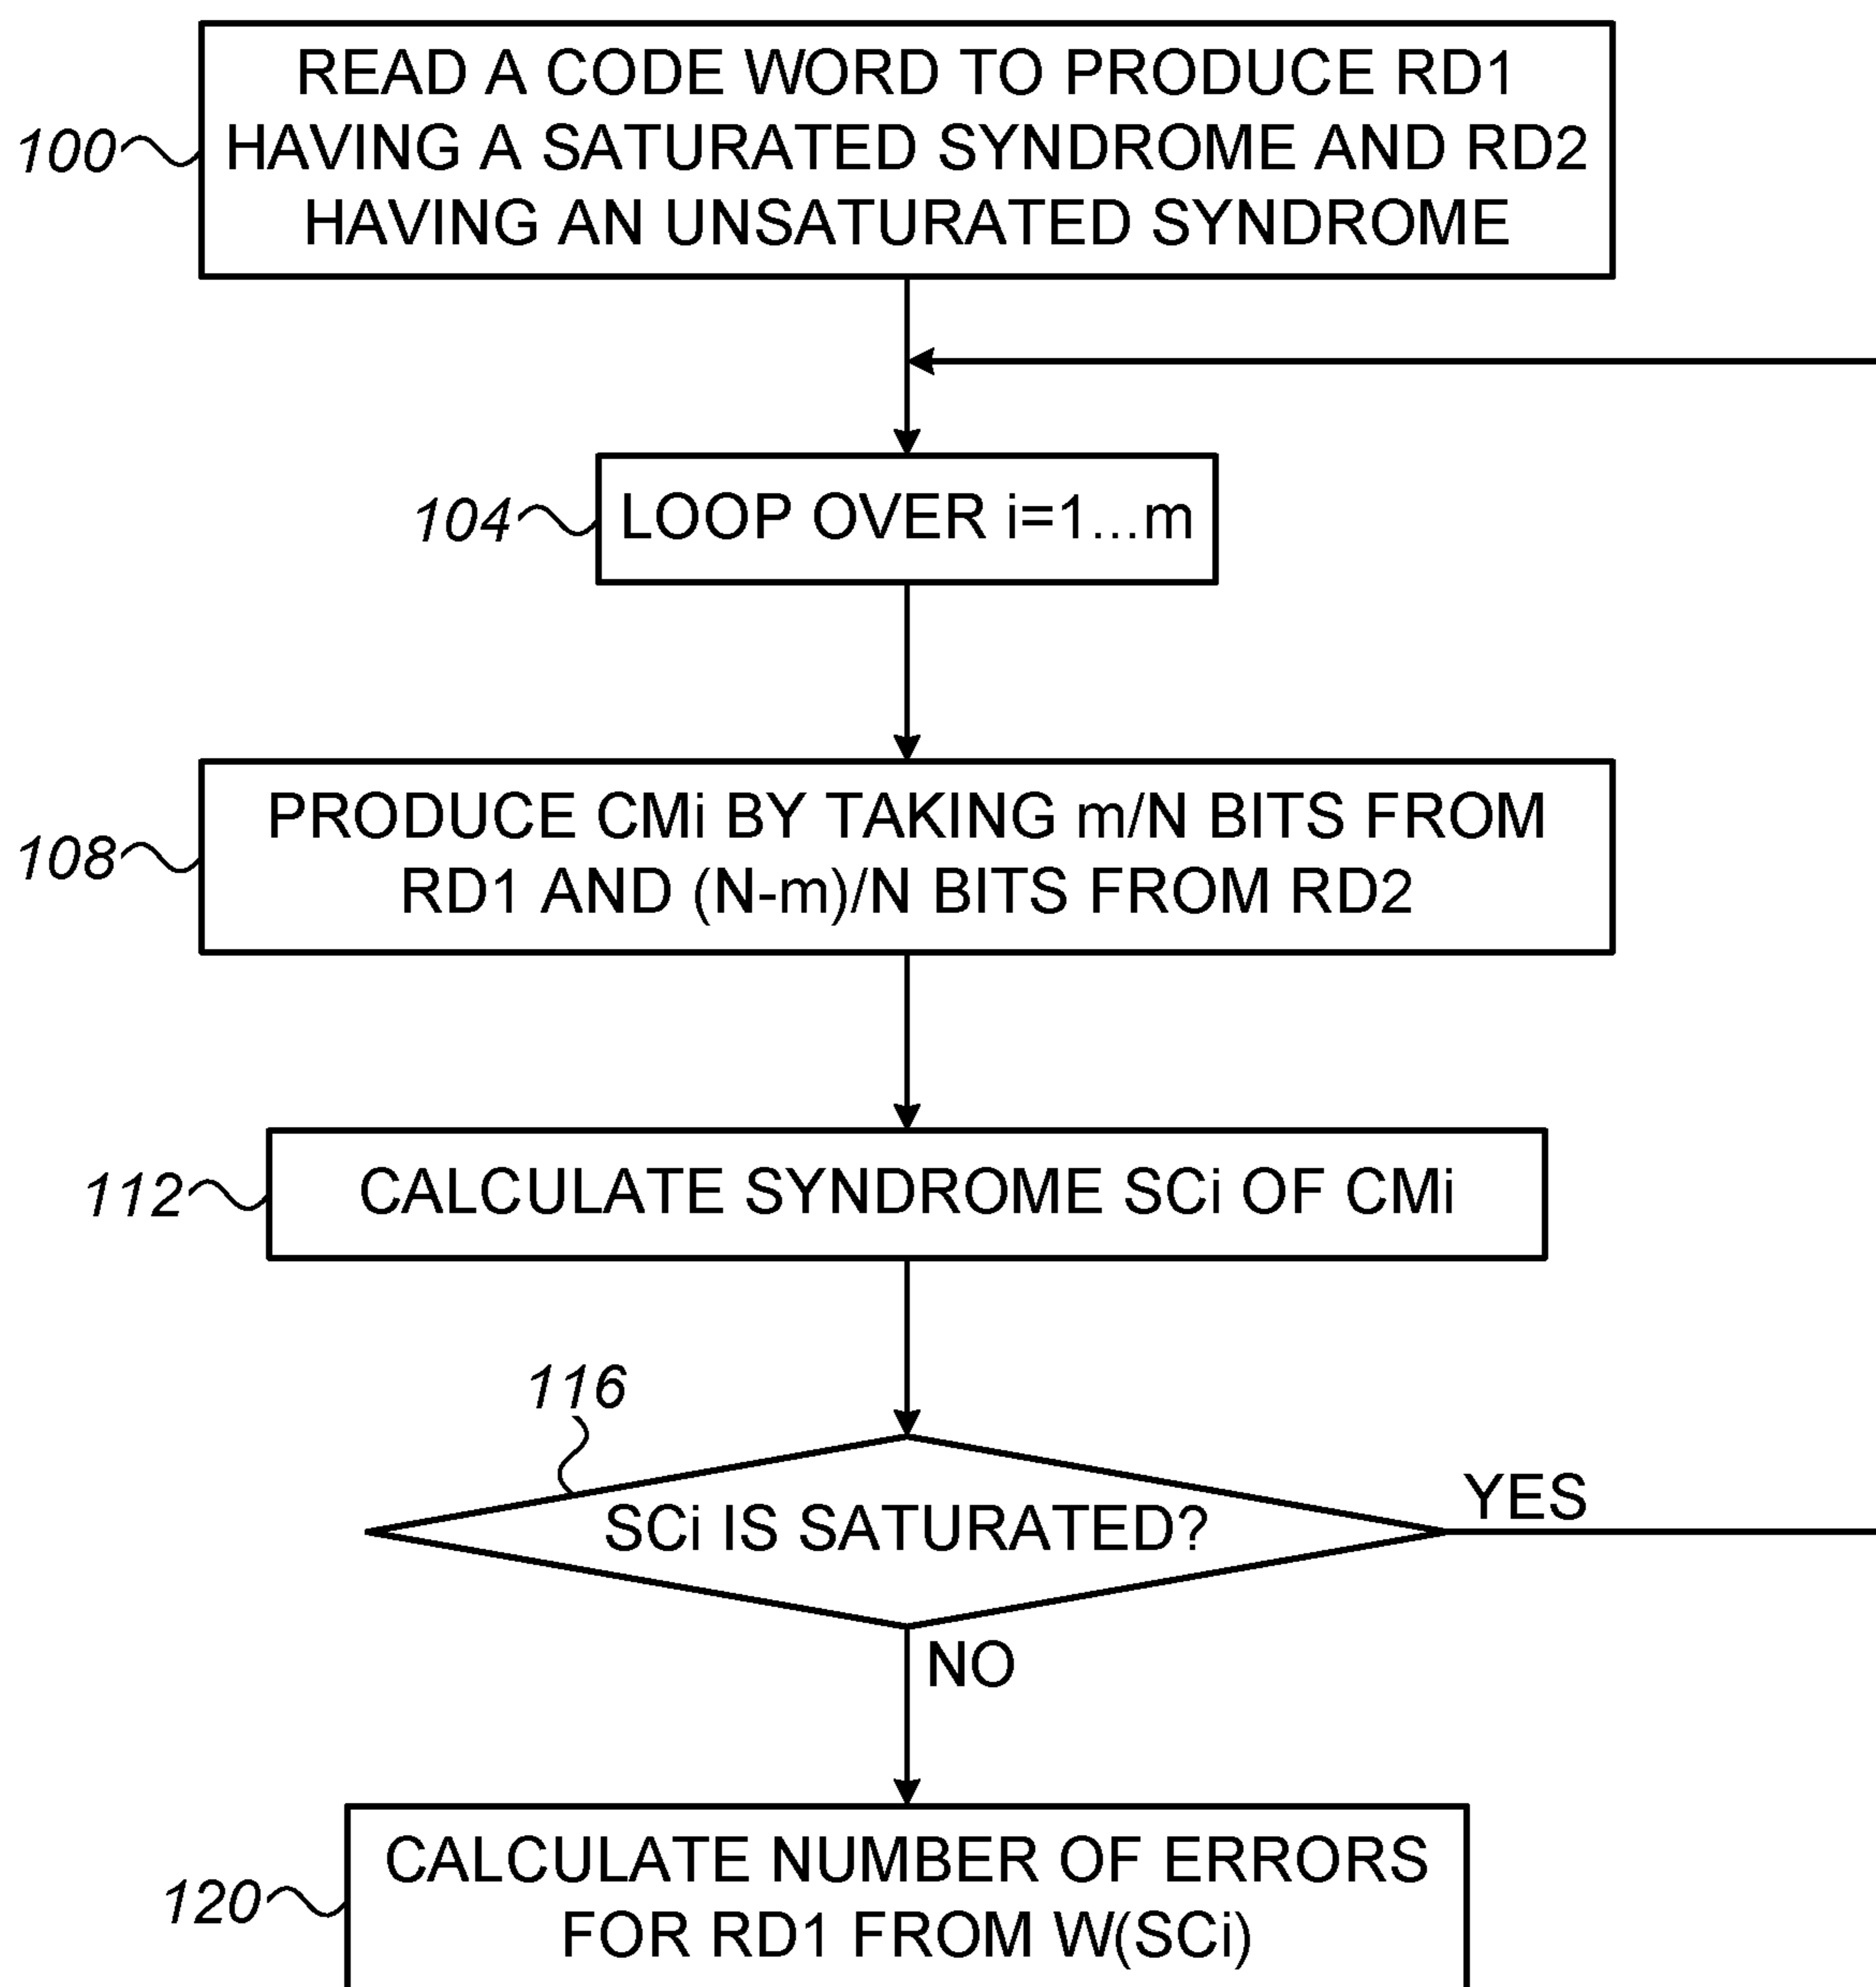 READ A CODE WORD TO PRODUCE RD1
100
HAVING A SATURATED SYNDROME AND RD2
HAVING AN UNSATURATED SYNDROME
104
LOOP OVER i=1...m
PRODUCE CMi BY TAKING m/N BITS FROM
108
RD1 AND (N-m)/N BITS FROM RD2
112
CALCULATE SYNDROME SCi OF CMi
116
SCi IS SATURATED?
YES
NO
CALCULATE NUMBER OF ERRORS
120
FOR RD1 FROM W(SCi)